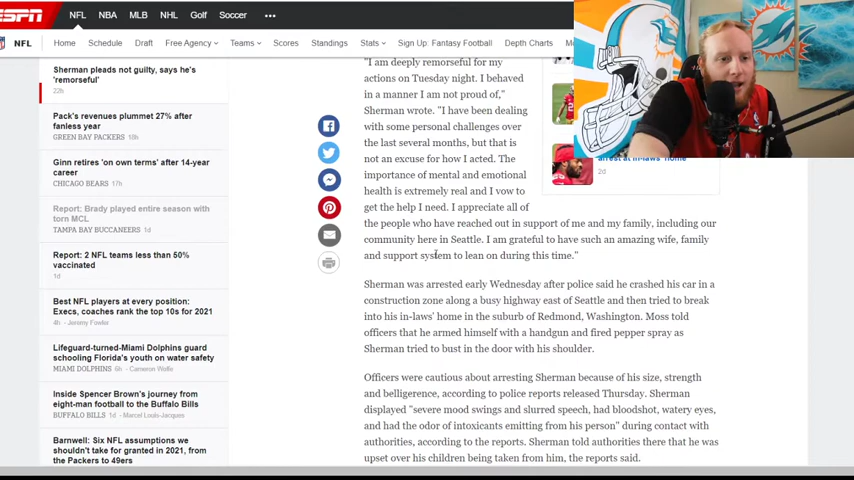 ESPN
NFL NBA MLB NHL Golf Soccer •••
NFL Home Schedule Draft Free Agency Teams Scores Standings Stats Sign Up: Fantasy Football Depth Charts
Sherman pleads not guilty, says he's
'remorseful'
22h
Pack's revenues plummet 27% after
fanless year
GREEN BAY PACKERS 18h
Ginn retires 'on own terms' after 14-year
career
CHICAGO BEARS 17h
Report: Brady played entire season with
torn MCL
TAMPA BAY BUCCANEERS 1d
Report: 2 NFL teams less than 50%
vaccinated
1d
Best NFL players at every position:
Execs, coaches rank the top 10s for 2021
4h - Jeremy Fowler
Lifeguard-turned-Miami Dolphins guard
schooling Florida's youth on water safety
MIAMI DOLPHINS 6h - Cameron Wolfe
Inside Spencer Brown's journey from
eight-man football to the Buffalo Bills
BUFFALO BILLS 1d - Marcel Louis-Jacques
Barnwell: Six NFL assumptions we
shouldn't take for granted in 2021, from
the Packers to 49ers
"I am deeply remorseful for my
actions on Tuesday night. I behaved
in a manner I am not proud of,"
Sherman wrote. "I have been dealing
with some personal challenges over
the last several months, but that is
not an excuse for how I acted. The
importance of mental and emotional
health is extremely real and I vow to
get the help I need. I appreciate all of
the people who have reached out in support of me and my family, including our
community here in Seattle. I am grateful to have such an amazing wife, family
and support system to lean on during this time."
Sherman was arrested early Wednesday after police said he crashed his car in a
construction zone along a busy highway east of Seattle and then tried to break
into his in-laws' home in the suburb of Redmond, Washington. Moss told
officers that he armed himself with a handgun and fired pepper spray as
Sherman tried to bust in the door with his shoulder.
Officers were cautious about arresting Sherman because of his size, strength
and belligerence, according to police reports released Thursday. Sherman
displayed "severe mood swings and slurred speech, had bloodshot, watery eyes,
and had the odor of intoxicants emitting from his person" during contact with
authorities, according to the reports. Sherman told authorities there that he was
upset over his children being taken from him, the reports said.
arrest at in-laws' home
2d